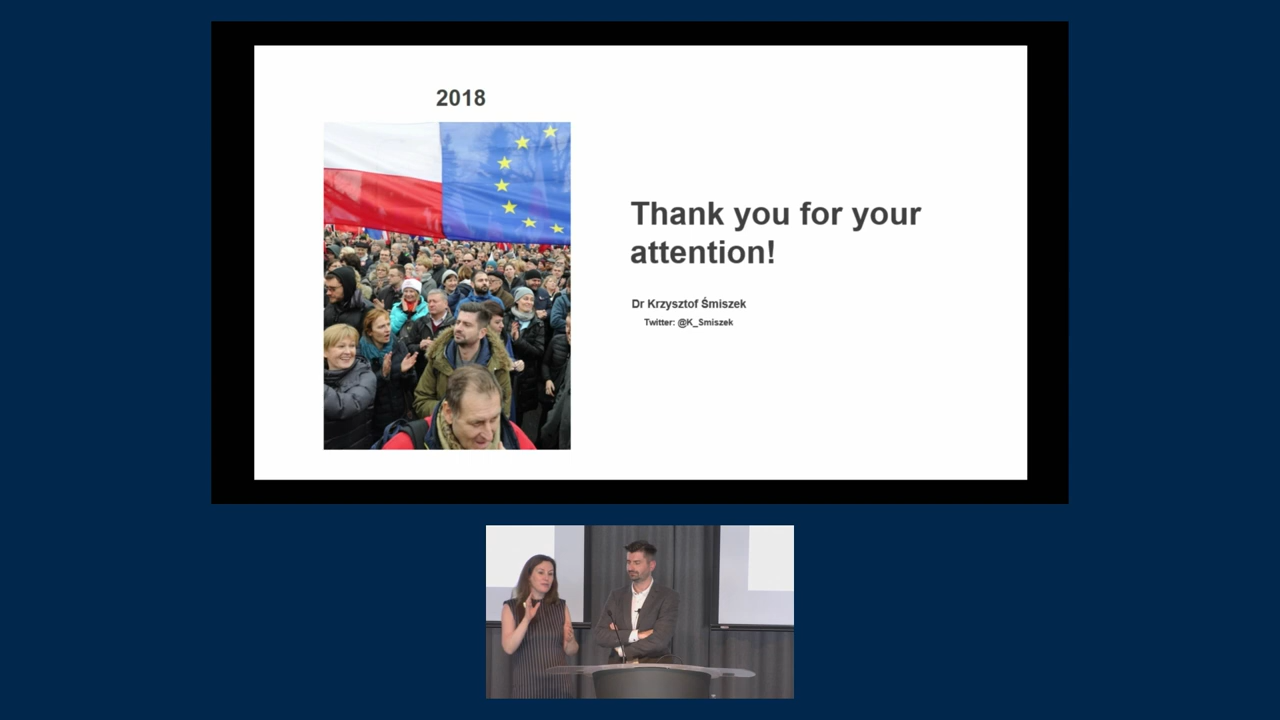 2018
Thank you for your
attention!
Dr Krzysztof Śmiszek
Twitter: @K_Smiszek